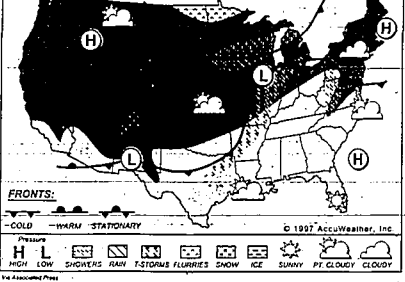 H
L
L
H
FRONTS:
COLD WARM STATIONARY
© 1997 AccuWeather, Inc.
Pressure
H L
HIGH LOW SHOWERS RAIN T-STORMS FLURRIES SNOW ICE SUNNY PT. CLOUDY CLOUDY
Via Associated Press